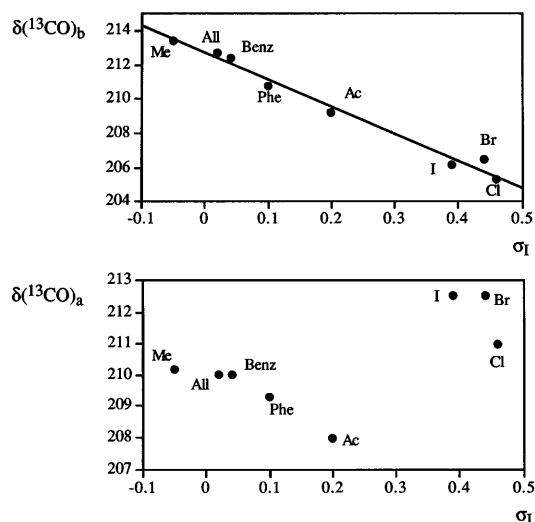 δ(¹³CO)b
214
212
210
208
206
204
Me
All
Benz
Phe
Ac
I
Br
Cl
-0.1 0 0.1 0.2 0.3 0.4 0.5
σI
δ(¹³CO)a
213
212
211
210
209
208
207
Me
All
Benz
Phe
Ac
I
Br
Cl
-0.1 0 0.1 0.2 0.3 0.4 0.5
σI